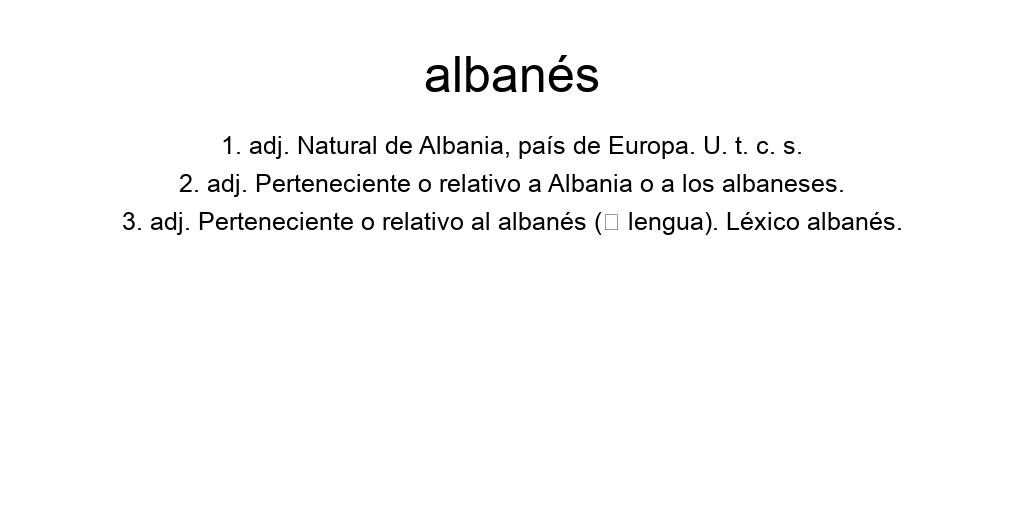 albanés
1. adj. Natural de Albania, país de Europa. U. t. c. s.
2. adj. Perteneciente o relativo a Albania o a los albaneses.
3. adj. Perteneciente o relativo al albanés (□ lengua). Léxico albanés.